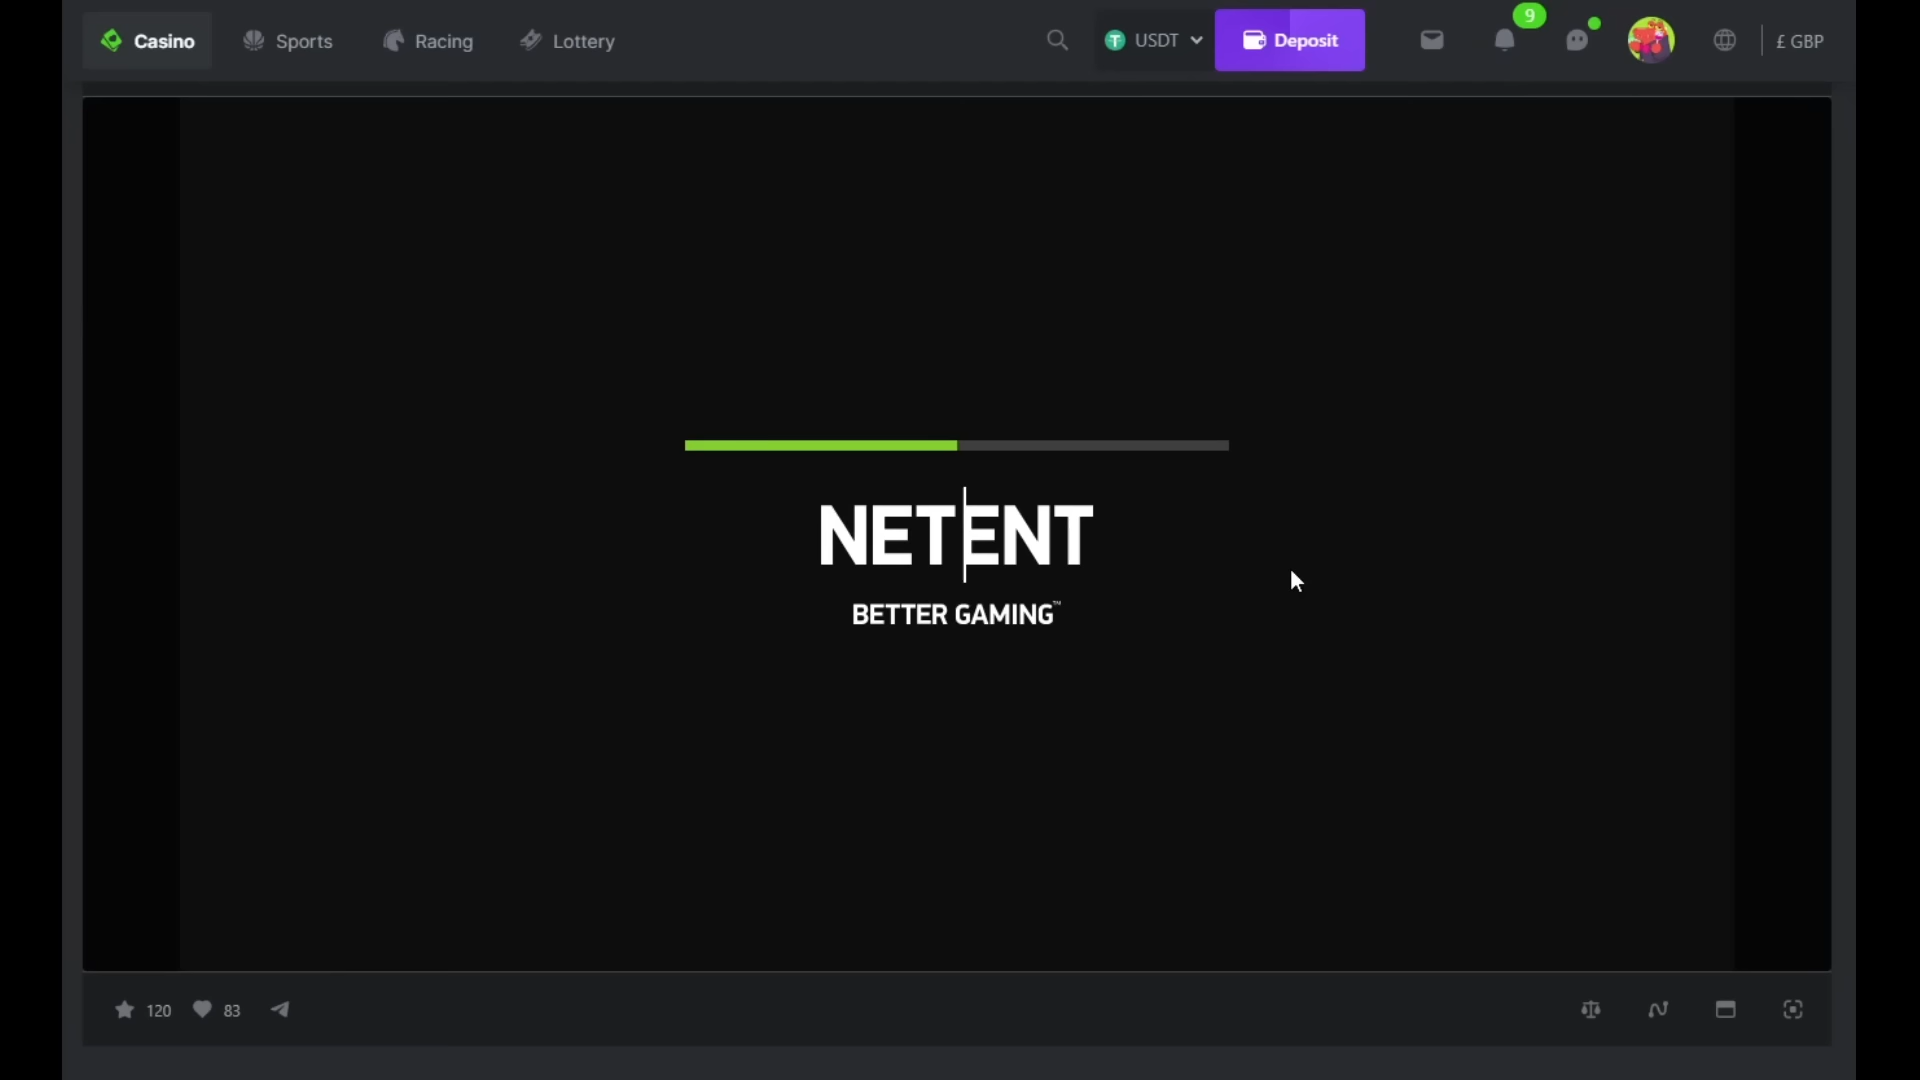 Casino
Sports
Racing
Lottery
USDT
Deposit
9
£ GBP
NETENT
BETTER GAMING™
120
83